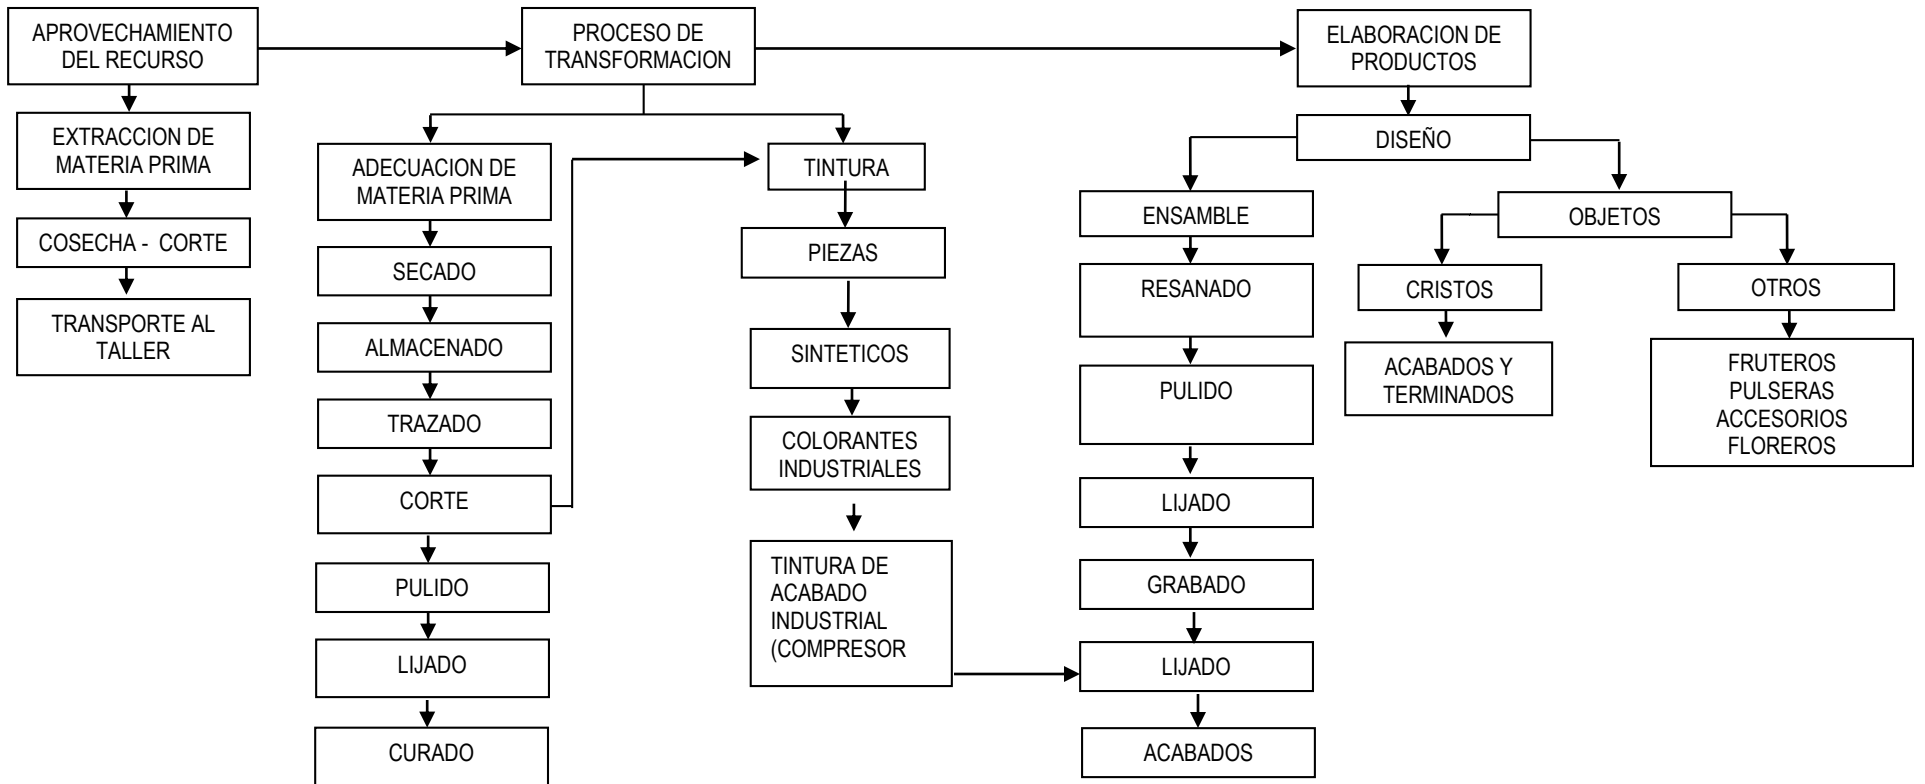 APROVECHAMIENTO
DEL RECURSO
EXTRACCION DE
MATERIA PRIMA
COSECHA - CORTE
TRANSPORTE AL
TALLER
PROCESO DE
TRANSFORMACION
ADECUACION DE
MATERIA PRIMA
SECADO
ALMACENADO
TRAZADO
CORTE
PULIDO
LIJADO
CURADO
TINTURA
PIEZAS
SINTETICOS
COLORANTES
INDUSTRIALES
TINTURA DE
ACABADO
INDUSTRIAL
(COMPRESOR
ELABORACION DE
PRODUCTOS
DISEÑO
ENSAMBLE
RESANADO
PULIDO
LIJADO
GRABADO
LIJADO
ACABADOS
OBJETOS
CRISTOS
ACABADOS Y
TERMINADOS
OTROS
FRUTEROS
PULSERAS
ACCESORIOS
FLOREROS